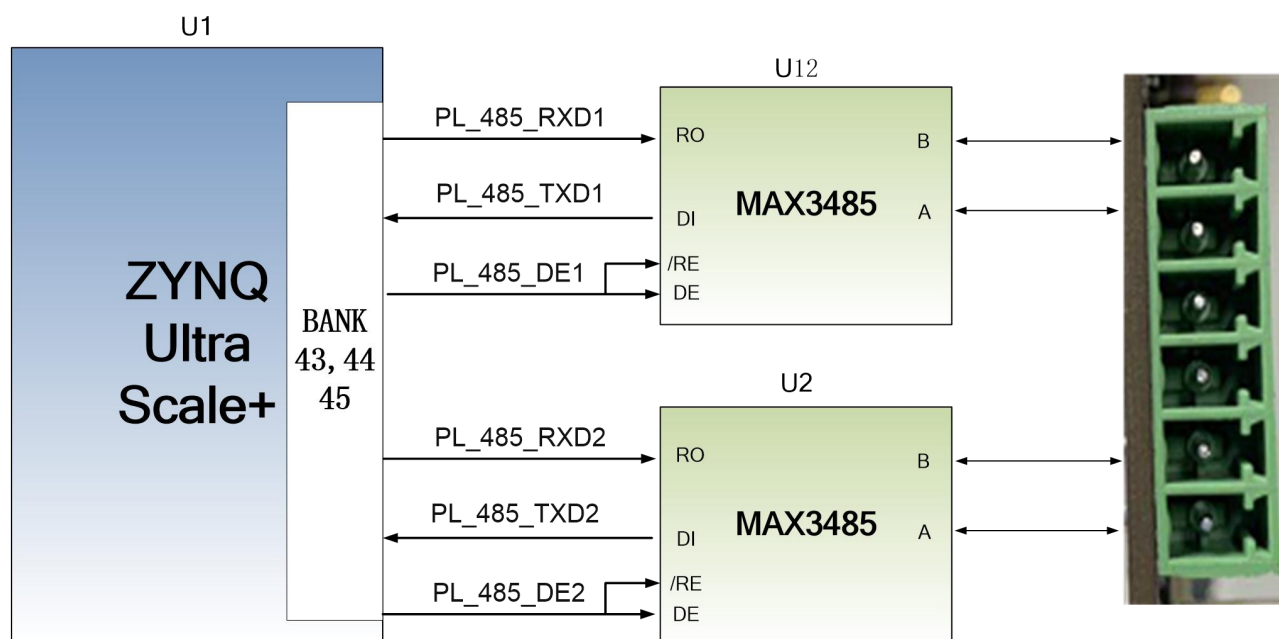 U1
ZYNQ
Ultra
Scale+
BANK
43, 44
45
PL_485_RXD1
PL_485_TXD1
PL_485_DE1
U12
RO
DI
/RE
DE
MAX3485
B
A
PL_485_RXD2
PL_485_TXD2
PL_485_DE2
U2
RO
DI
/RE
DE
MAX3485
B
A